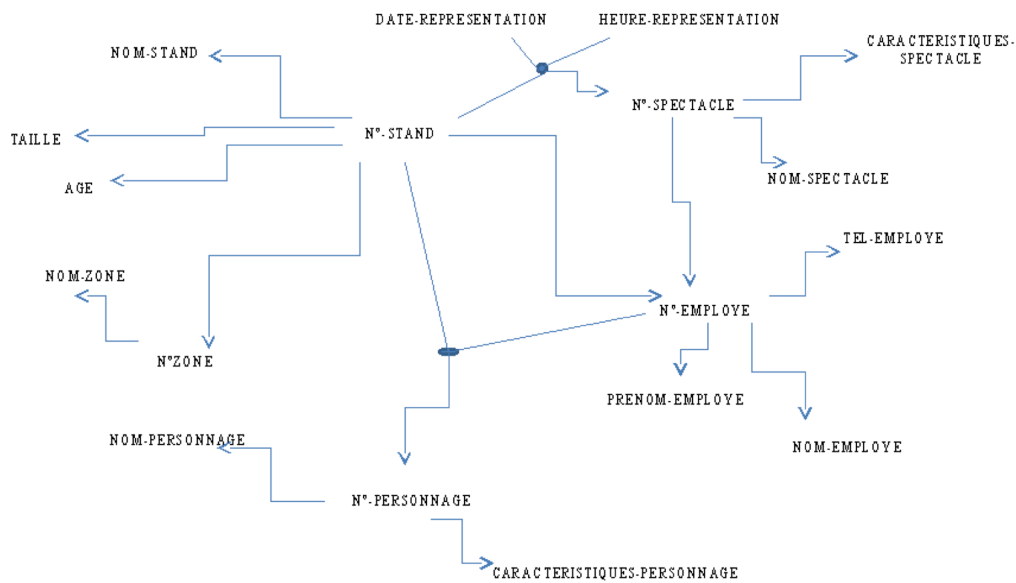 DATE-REPRESENTATION
HEURE-REPRESENTATION
NOM-STAND
CARACTERISTIQUES-
SPECTACLE
N°-SPECTACLE
TAILLE
N°-STAND
AGE
NOM-SPECTACLE
TEL-EMPLOYE
NOM-ZONE
N°-EMPLOYE
N°ZONE
PRENOM-EMPLOYE
NOM-PERSONNAGE
NOM-EMPLOYE
N°-PERSONNAGE
CARACTERISTIQUES-PERSONNAGE